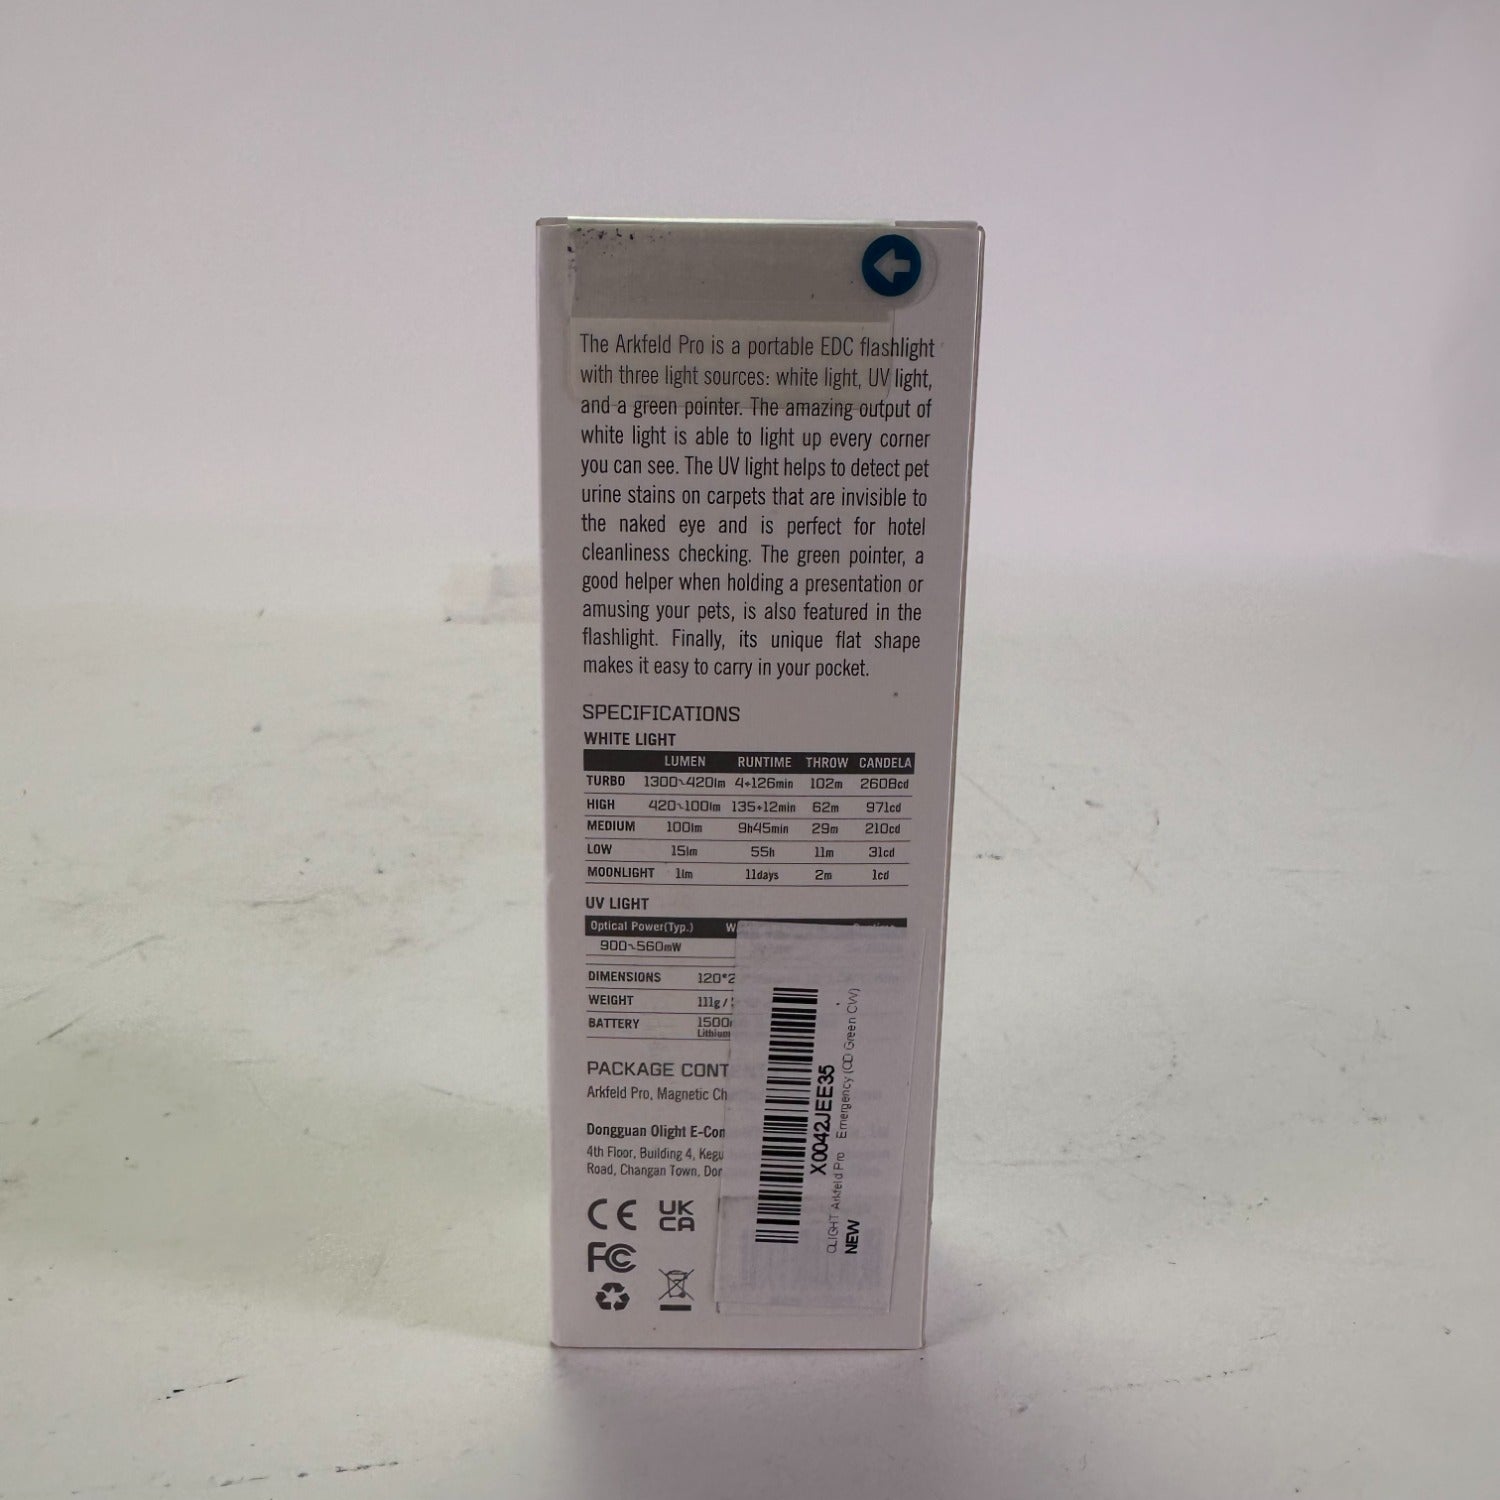 The Arkfeld Pro is a portable EDC flashlight
with three light sources: white light, UV light,
and a green pointer. The amazing output of
white light is able to light up every corner
you can see. The UV light helps to detect pet
urine stains on carpets that are invisible to
the naked eye and is perfect for hotel
cleanliness checking. The green pointer, a
good helper when holding a presentation or
amusing your pets, is also featured in the
flashlight. Finally, its unique flat shape
makes it easy to carry in your pocket.
SPECIFICATIONS
WHITE LIGHT
LUMEN RUNTIME THROW CANDELA
TURBO 1300~420lm 4+126min 102m 2608cd
HIGH 420~100lm 135+12min 62m 971cd
MEDIUM 100lm 9h45min 29m 210cd
LOW 15lm 55h 11m 31cd
MOONLIGHT 1lm 11days 2m 1cd
UV LIGHT
Optical Power(Typ.)
900~560mW
DIMENSIONS 120*2
WEIGHT 111g /
BATTERY 1500
Lithium
PACKAGE CONT
Arkfeld Pro, Magnetic Ch
Dongguan Olight E-Com
4th Floor, Building 4, Kegu
Road, Changan Town, Don
CE UK
CA
FC
X0042JEE35
OLIGHT Arkfeld Pro Emergency (OD Green CW)
NEW